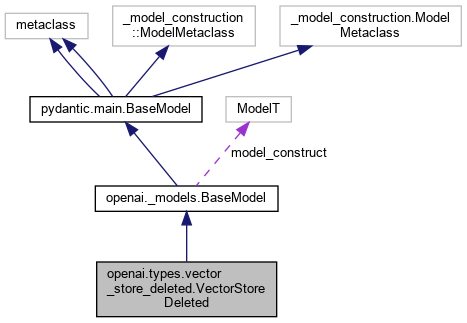 metaclass
_model_construction
::ModelMetaclass
_model_construction.Model
Metaclass
pydantic.main.BaseModel
ModelT
model_construct
openai._models.BaseModel
openai.types.vector
_store_deleted.VectorStore
Deleted